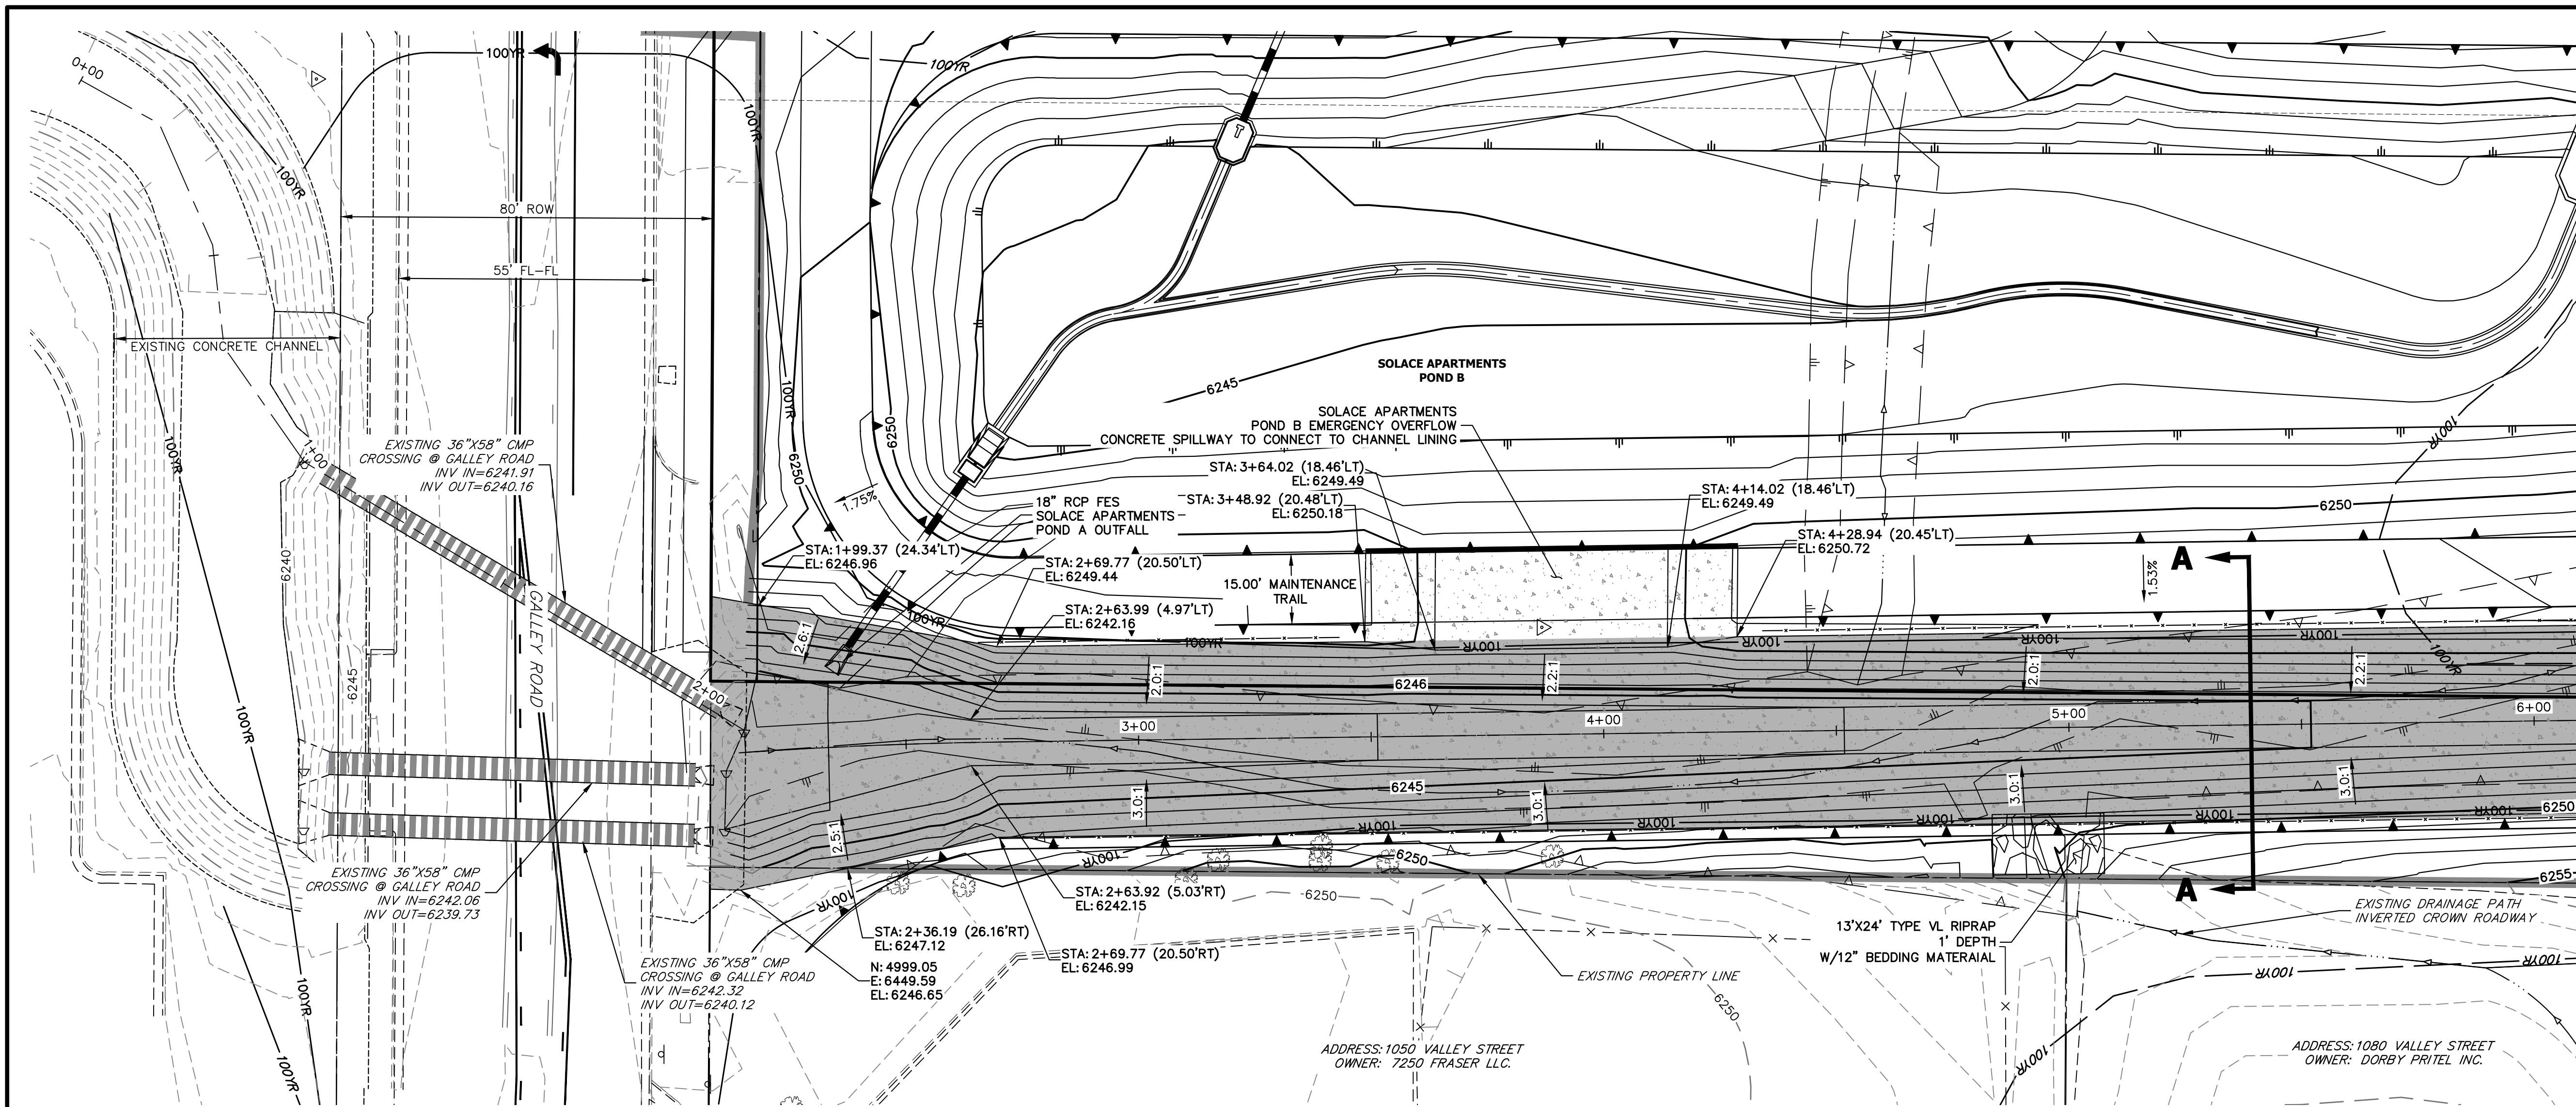 0+00
100YR
100YR
100YR
100YR
80' ROW
55' FL-FL
EXISTING CONCRETE CHANNEL
100YR
100YR
1+00
EXISTING 36"X58" CMP
CROSSING @ GALLEY ROAD
INV IN=6241.91
INV OUT=6240.16
6240
6245
GALLEY ROAD
2+00
6250
6250
1.75%
6245
T
SOLACE APARTMENTS
POND B
SOLACE APARTMENTS
POND B EMERGENCY OVERFLOW
CONCRETE SPILLWAY TO CONNECT TO CHANNEL LINING
STA: 3+64.02 (18.46'LT)
EL: 6249.49
STA: 3+48.92 (20.48'LT)
EL: 6250.18
18" RCP FES
SOLACE APARTMENTS
POND A OUTFALL
STA: 1+99.37 (24.34'LT)
EL: 6246.96
STA: 2+69.77 (20.50'LT)
EL: 6249.44
STA: 2+63.99 (4.97'LT)
EL: 6242.16
15.00' MAINTENANCE
TRAIL
STA: 4+14.02 (18.46'LT)
EL: 6249.49
STA: 4+28.94 (20.45'LT)
EL: 6250.72
6250
100YR
A
1.53%
100YR
100YR
100YR
100YR
100YR
100YR
100YR
2.6:1
2.0:1
2.2:1
2.0:1
2.2:1
6246
3+00
4+00
5+00
6+00
6245
3.0:1
3.0:1
3.0:1
3.0:1
2.5:1
6250
100YR
100YR
100YR
100YR
100YR
100YR
100YR
6250
6250
6255
A
EXISTING 36"X58" CMP
CROSSING @ GALLEY ROAD
INV IN=6242.06
INV OUT=6239.73
100YR
100YR
100YR
EXISTING 36"X58" CMP
CROSSING @ GALLEY ROAD
INV IN=6242.32
INV OUT=6240.12
STA: 2+36.19 (26.16'RT)
EL: 6247.12
N: 4999.05
E: 6449.59
EL: 6246.65
STA: 2+63.92 (5.03'RT)
EL: 6242.15
STA: 2+69.77 (20.50'RT)
EL: 6246.99
EXISTING PROPERTY LINE
6250
13'X24' TYPE VL RIPRAP
1' DEPTH
W/12" BEDDING MATERAIAL
EXISTING DRAINAGE PATH
INVERTED CROWN ROADWAY
100YR
100YR
100YR
ADDRESS: 1050 VALLEY STREET
OWNER: 7250 FRASER LLC.
ADDRESS: 1080 VALLEY STREET
OWNER: DORBY PRITEL INC.